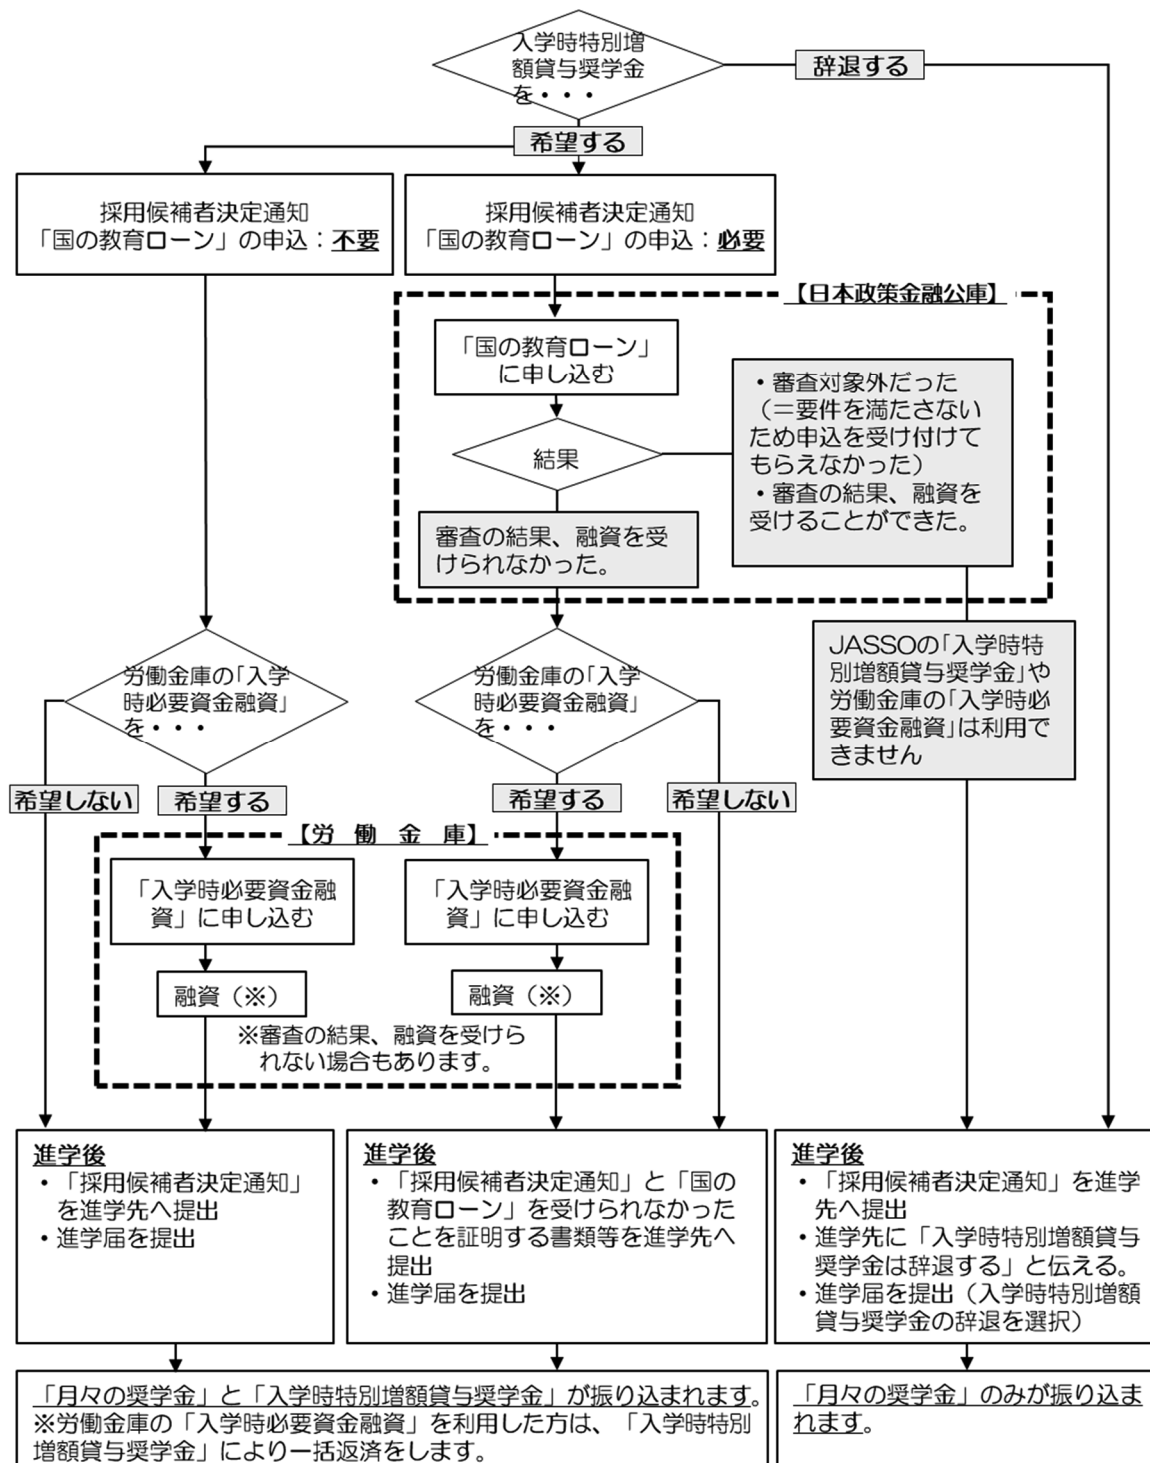 入学時特別増
額貸与奨学金
を・・・
辞退する
希望する
採用候補者決定通知
「国の教育ローン」の申込：不要
採用候補者決定通知
「国の教育ローン」の申込：必要
【日本政策金融公庫】
「国の教育ローン」
に申し込む
結果
・審査対象外だった
（＝要件を満たさない
ため申込を受け付けて
もらえなかった）
・審査の結果、融資を
受けることができた。
審査の結果、融資を受
けられなかった。
JASSOの「入学時特
別増額貸与奨学金」や
労働金庫の「入学時必
要資金融資」は利用で
きません
労働金庫の「入学
時必要資金融資」
を・・・
労働金庫の「入学
時必要資金融資」
を・・・
希望しない
希望する
希望する
希望しない
【労　働　金　庫】
「入学時必要資金融
資」に申し込む
「入学時必要資金融
資」に申し込む
融資（※）
融資（※）
※審査の結果、融資を受けら
れない場合もあります。
進学後
・「採用候補者決定通知」
を進学先へ提出
・進学届を提出
進学後
・「採用候補者決定通知」と「国の
教育ローン」を受けられなかった
ことを証明する書類等を進学先へ
提出
・進学届を提出
進学後
・「採用候補者決定通知」を進学
先へ提出
・進学先に「入学時特別増額貸与
奨学金は辞退する」と伝える。
・進学届を提出（入学時特別増額
貸与奨学金の辞退を選択）
「月々の奨学金」と「入学時特別増額貸与奨学金」が振り込まれます。
※労働金庫の「入学時必要資金融資」を利用した方は、「入学時特別
増額貸与奨学金」により一括返済をします。
「月々の奨学金」のみが振り込ま
れます。